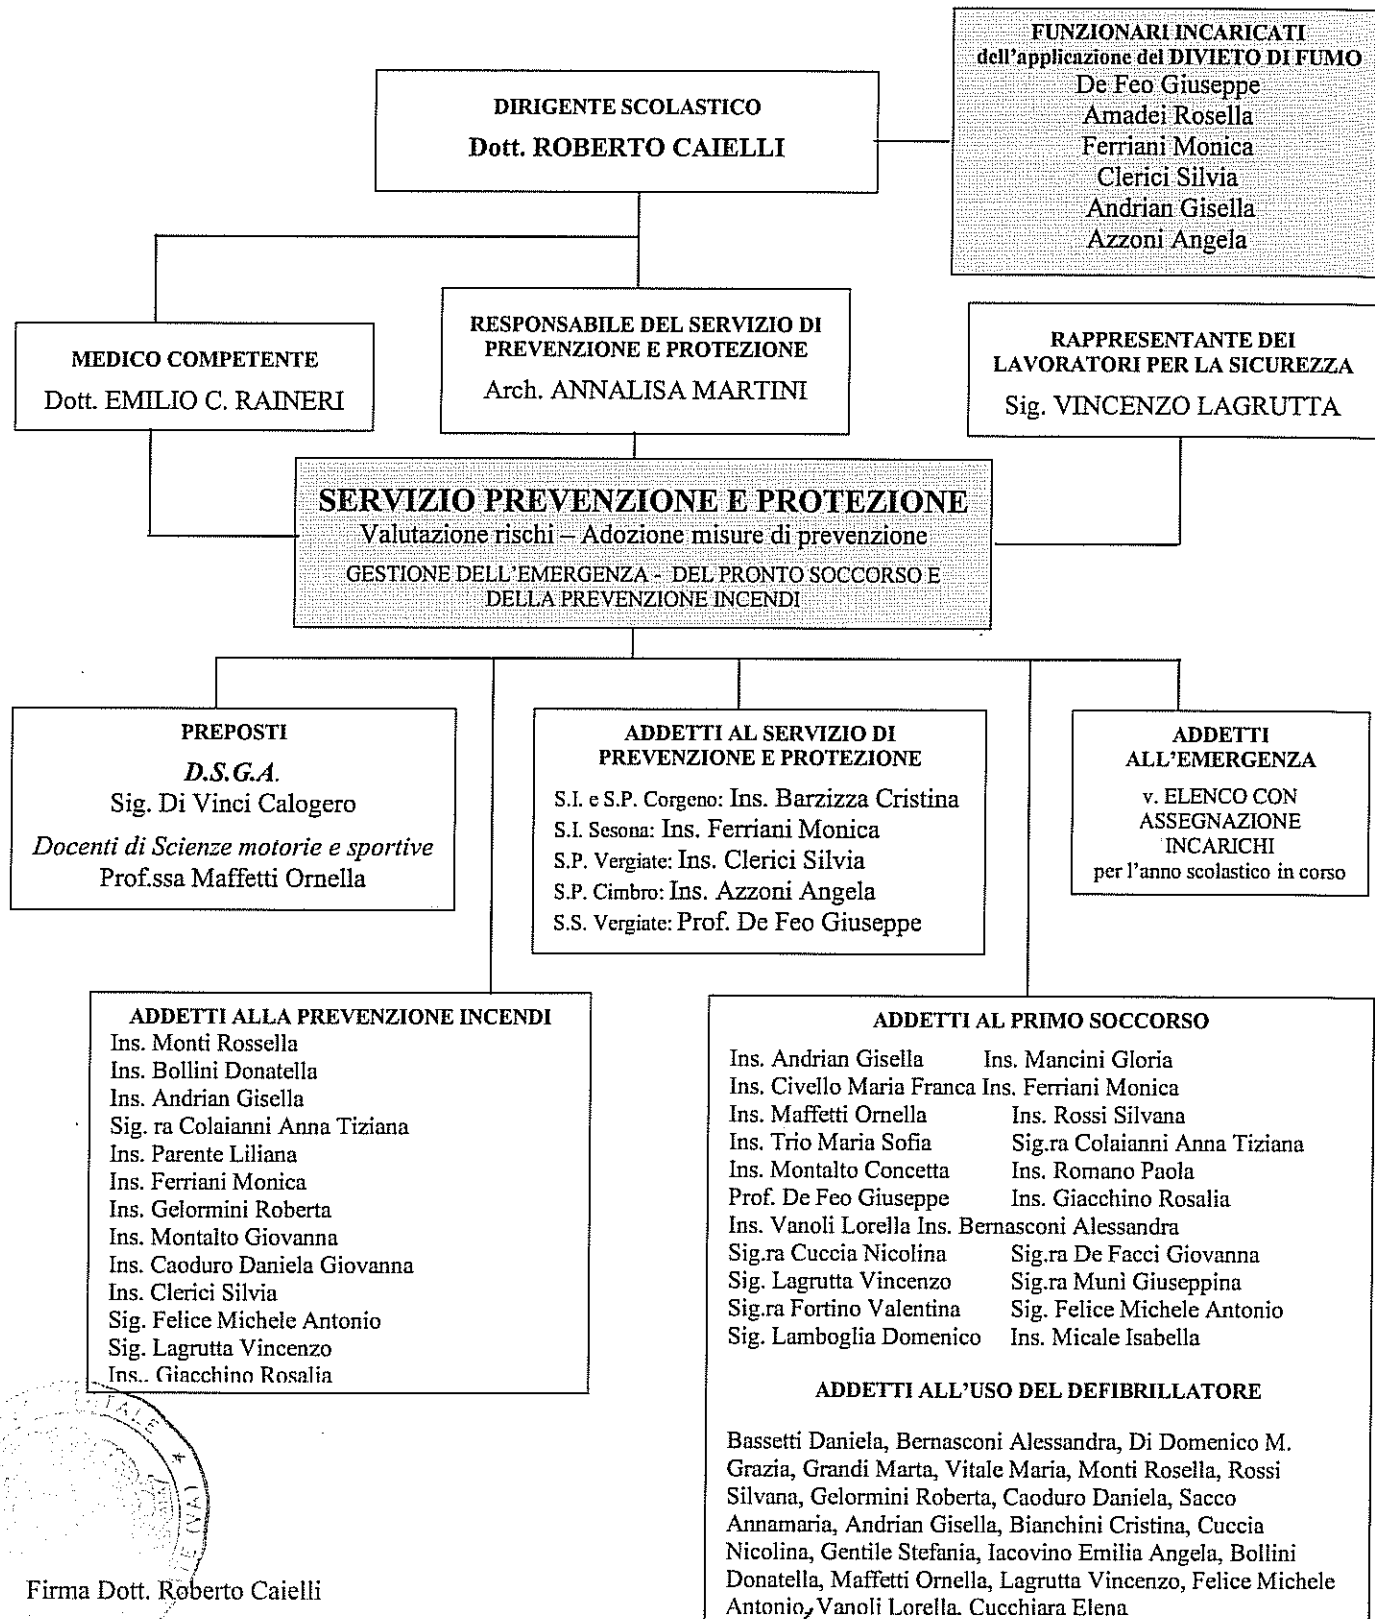 FUNZIONARI INCARICATI
dell'applicazione del DIVIETO DI FUMO
De Feo Giuseppe
Amadei Rosella
Ferriani Monica
Clerici Silvia
Andrian Gisella
Azzoni Angela
DIRIGENTE SCOLASTICO
Dott. ROBERTO CAIELLI
MEDICO COMPETENTE
Dott. EMILIO C. RAINERI
RESPONSABILE DEL SERVIZIO DI
PREVENZIONE E PROTEZIONE
Arch. ANNALISA MARTINI
RAPPRESENTANTE DEI
LAVORATORI PER LA SICUREZZA
Sig. VINCENZO LAGRUTTA
SERVIZIO PREVENZIONE E PROTEZIONE
Valutazione rischi – Adozione misure di prevenzione
GESTIONE DELL'EMERGENZA - DEL PRONTO SOCCORSO E
DELLA PREVENZIONE INCENDI
PREPOSTI
D.S.G.A.
Sig. Di Vinci Calogero
Docenti di Scienze motorie e sportive
Prof.ssa Maffetti Ornella
ADDETTI AL SERVIZIO DI
PREVENZIONE E PROTEZIONE
S.I. e S.P. Corgeno: Ins. Barzizza Cristina
S.I. Sesona: Ins. Ferriani Monica
S.P. Vergiate: Ins. Clerici Silvia
S.P. Cimbro: Ins. Azzoni Angela
S.S. Vergiate: Prof. De Feo Giuseppe
ADDETTI
ALL'EMERGENZA
v. ELENCO CON
ASSEGNAZIONE
INCARICHI
per l'anno scolastico in corso
ADDETTI ALLA PREVENZIONE INCENDI
Ins. Monti Rossella
Ins. Bollini Donatella
Ins. Andrian Gisella
Sig. ra Colaianni Anna Tiziana
Ins. Parente Liliana
Ins. Ferriani Monica
Ins. Gelormini Roberta
Ins. Montalto Giovanna
Ins. Caoduro Daniela Giovanna
Ins. Clerici Silvia
Sig. Felice Michele Antonio
Sig. Lagrutta Vincenzo
Ins.. Giacchino Rosalia
ADDETTI AL PRIMO SOCCORSO
Ins. Andrian Gisella Ins. Mancini Gloria
Ins. Civello Maria Franca Ins. Ferriani Monica
Ins. Maffetti Ornella Ins. Rossi Silvana
Ins. Trio Maria Sofia Sig.ra Colaianni Anna Tiziana
Ins. Montalto Concetta Ins. Romano Paola
Prof. De Feo Giuseppe Ins. Giacchino Rosalia
Ins. Vanoli Lorella Ins. Bernasconi Alessandra
Sig.ra Cuccia Nicolina Sig.ra De Facci Giovanna
Sig. Lagrutta Vincenzo Sig.ra Munì Giuseppina
Sig.ra Fortino Valentina Sig. Felice Michele Antonio
Sig. Lamboglia Domenico Ins. Micale Isabella
ADDETTI ALL'USO DEL DEFIBRILLATORE
Bassetti Daniela, Bernasconi Alessandra, Di Domenico M.
Grazia, Grandi Marta, Vitale Maria, Monti Rosella, Rossi
Silvana, Gelormini Roberta, Caoduro Daniela, Sacco
Annamaria, Andrian Gisella, Bianchini Cristina, Cuccia
Nicolina, Gentile Stefania, Iacovino Emilia Angela, Bollini
Donatella, Maffetti Ornella, Lagrutta Vincenzo, Felice Michele
Antonio, Vanoli Lorella, Cucchiara Elena
Firma Dott. Roberto Caielli